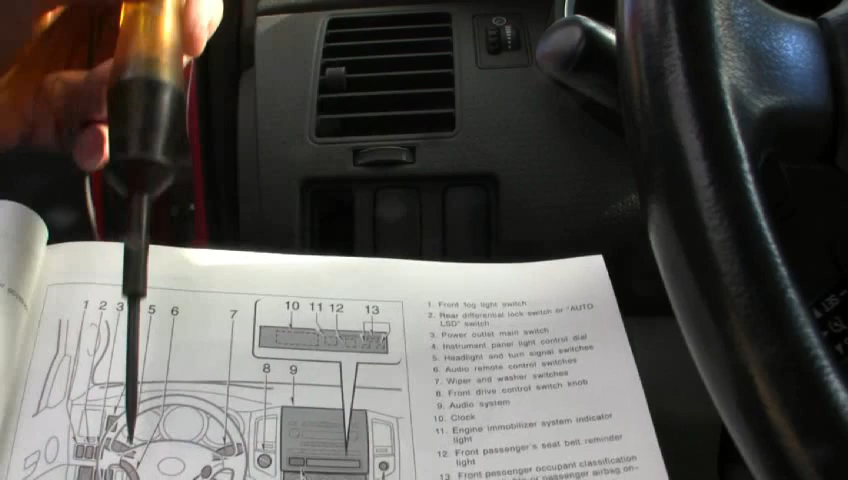 1 2 3 5 6 7 10 11 12 13
8 9
1. Front fog light switch
2. Rear differential lock switch or "AUTO
LSD" switch
3. Power outlet main switch
4. Instrument panel light control dial
5. Headlight and turn signal switches
6. Audio remote control switches
7. Wiper and washer switches
8. Front drive control switch knob
9. Audio system
10. Clock
11. Engine immobilizer system indicator
light
12. Front passenger's seat belt reminder
light
13. Front passenger occupant classification
or passenger airbag on-